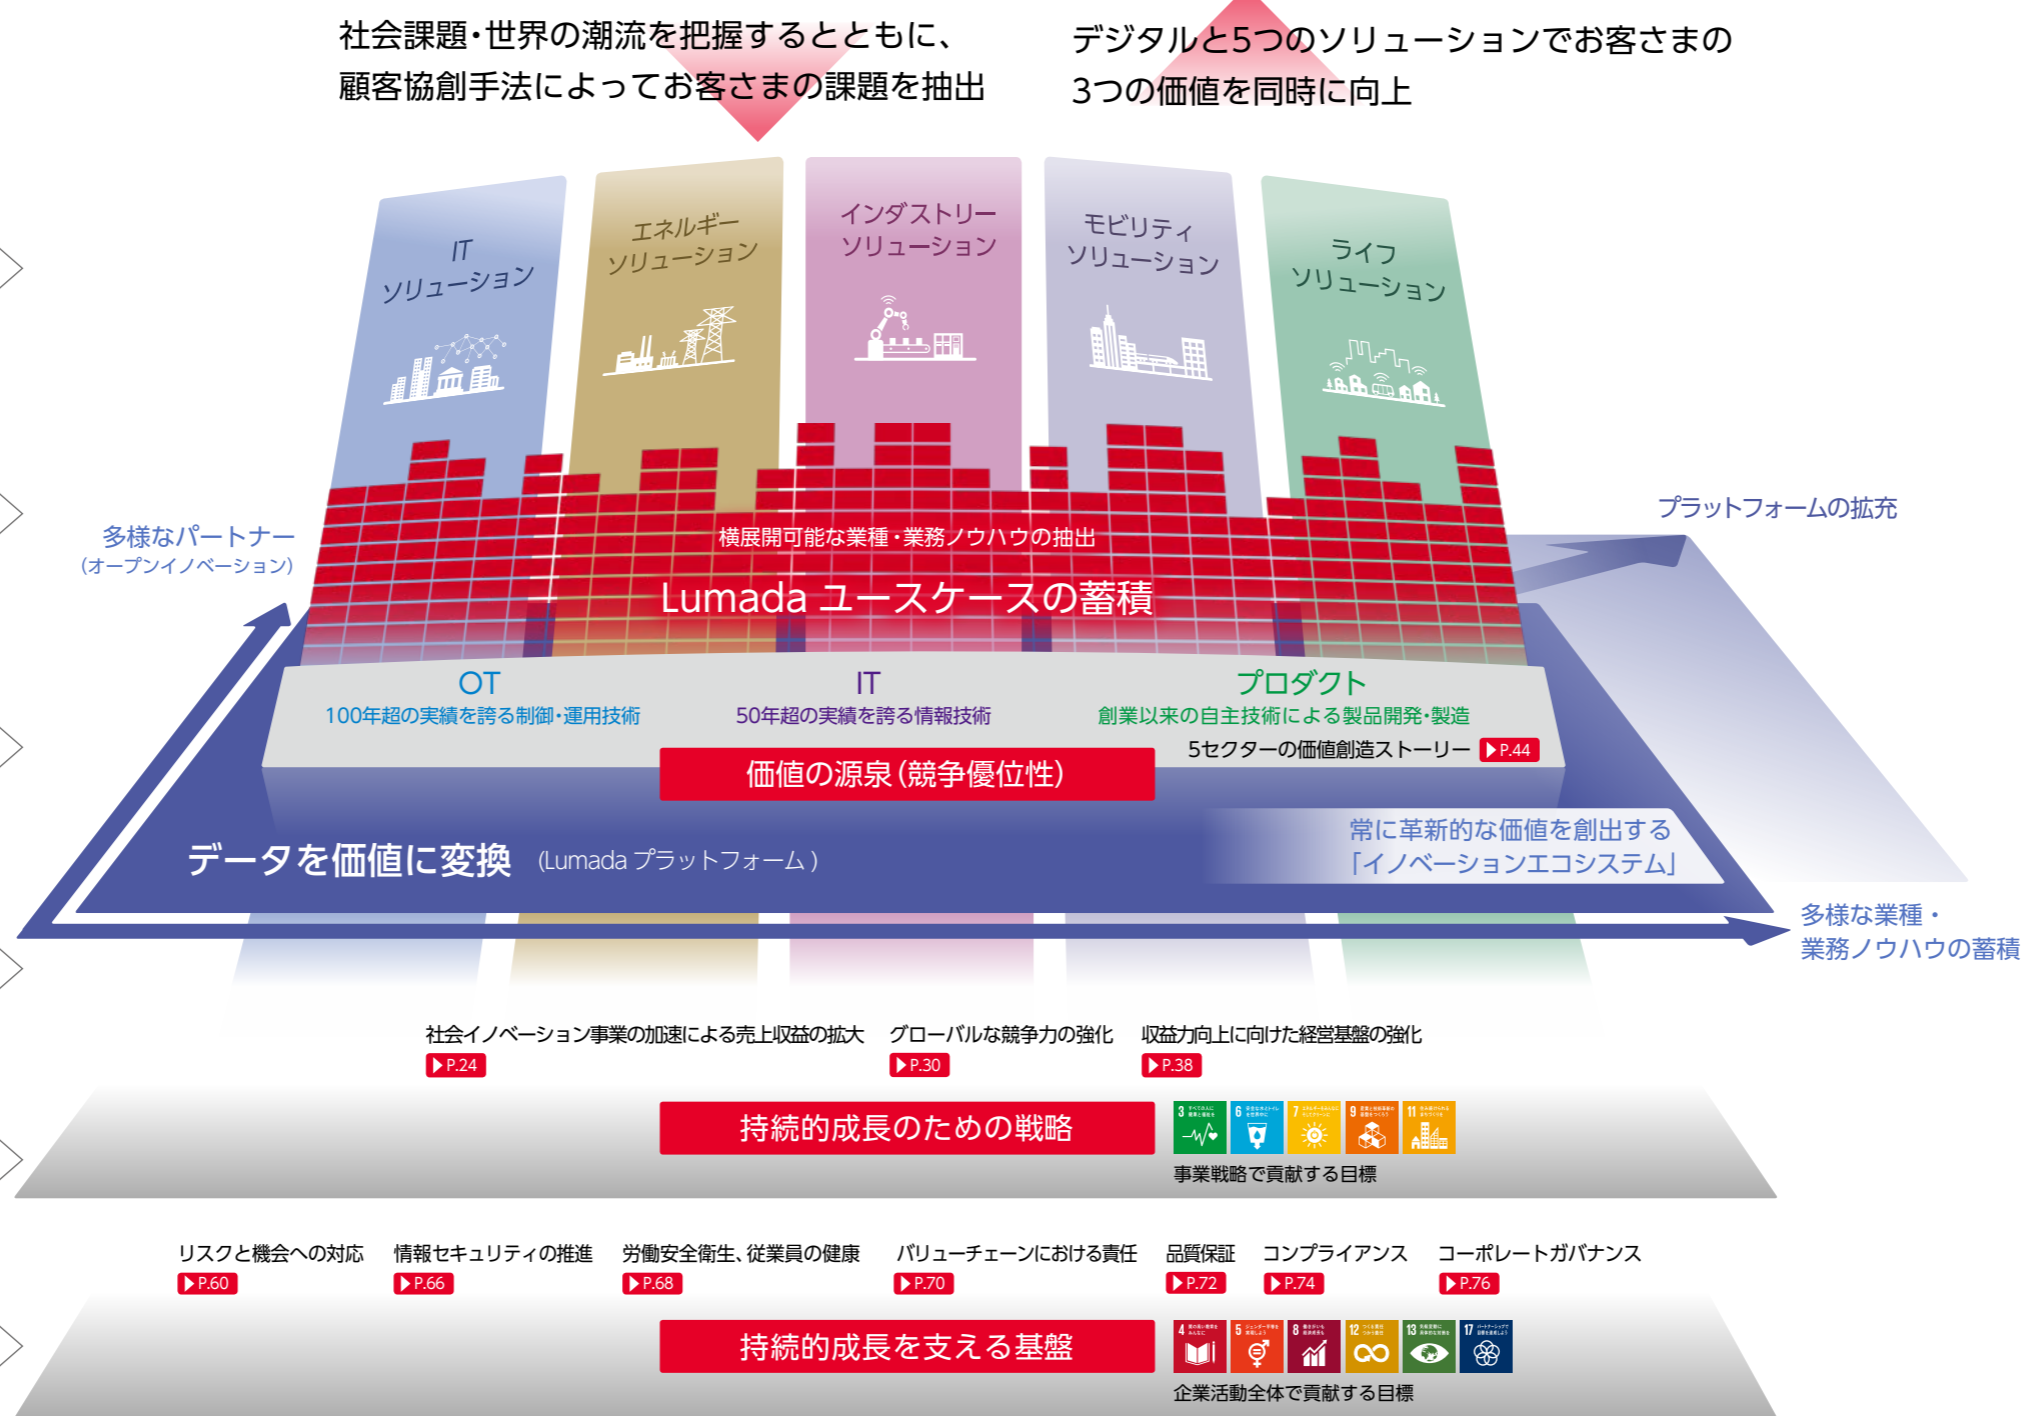 社会課題・世界の潮流を把握するとともに、
顧客協創手法によってお客さまの課題を抽出
デジタルと5つのソリューションでお客さまの
3つの価値を同時に向上
IT
ソリューション
エネルギー
ソリューション
インダストリー
ソリューション
モビリティ
ソリューション
ライフ
ソリューション
多様なパートナー
(オープンイノベーション)
プラットフォームの拡充
横展開可能な業種・業務ノウハウの抽出
Lumada ユースケースの蓄積
OT
100年超の実績を誇る制御・運用技術
IT
50年超の実績を誇る情報技術
プロダクト
創業以来の自主技術による製品開発・製造
5セクターの価値創造ストーリー ▶P.44
価値の源泉(競争優位性)
データを価値に変換 (Lumada プラットフォーム)
常に革新的な価値を創出する
「イノベーションエコシステム」
多様な業種・
業務ノウハウの蓄積
社会イノベーション事業の加速による売上収益の拡大
▶P.24
グローバルな競争力の強化
▶P.30
収益力向上に向けた経営基盤の強化
▶P.38
持続的成長のための戦略
3 すべての人に健康と福祉を
6
7
9
11
事業戦略で貢献する目標
リスクと機会への対応
▶P.60
情報セキュリティの推進
▶P.66
労働安全衛生、従業員の健康
▶P.68
バリューチェーンにおける責任
▶P.70
品質保証
▶P.72
コンプライアンス
▶P.74
コーポレートガバナンス
▶P.76
持続的成長を支える基盤
4
5
8
12
13
17
企業活動全体で貢献する目標